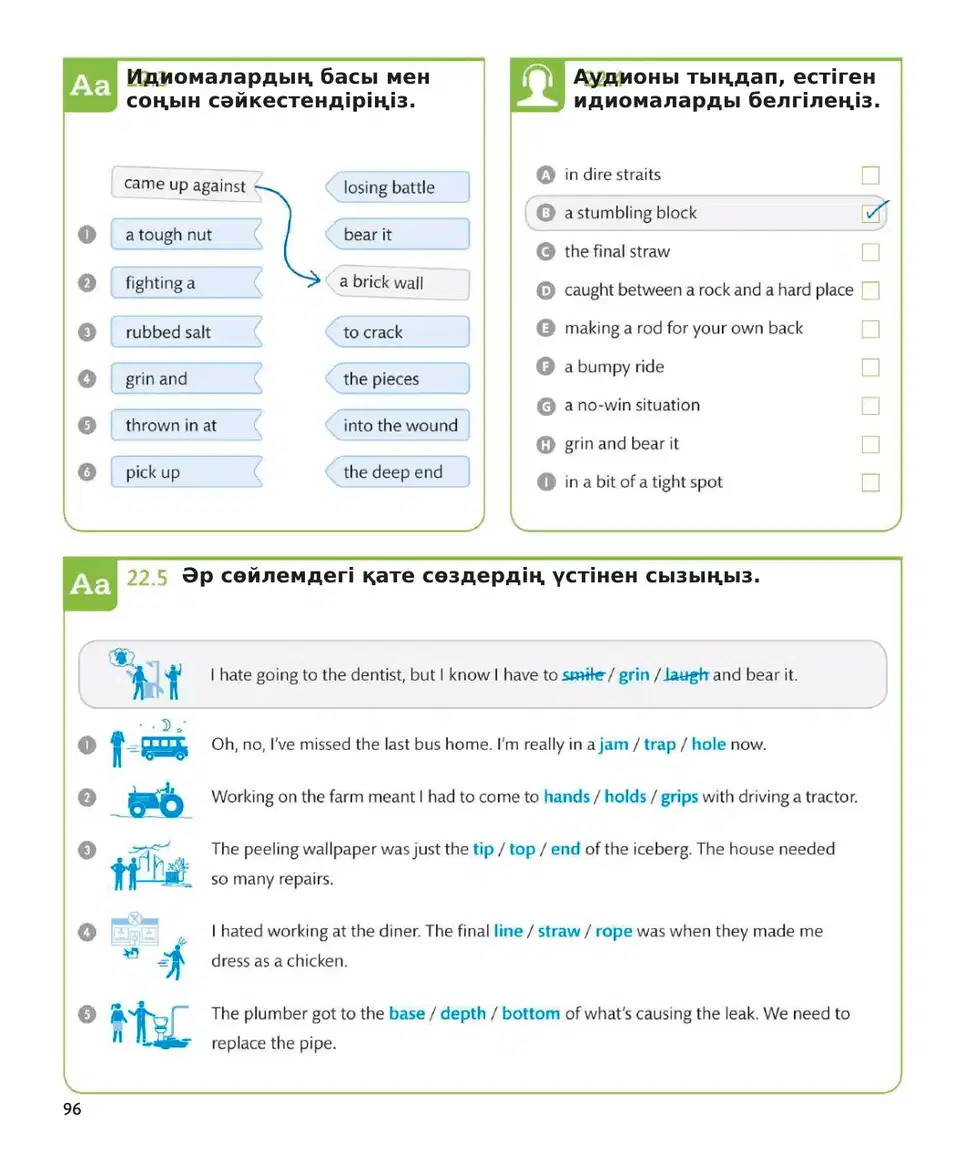 Aa
22.3
Идиомалардың басы мен
соңын сәйкестендіріңіз.
came up against
losing battle
1 a tough nut
bear it
2 fighting a
a brick wall
3 rubbed salt
to crack
4 grin and
the pieces
5 thrown in at
into the wound
6 pick up
the deep end
22.4
Аудионы тыңдап, естіген
идиомаларды белгілеңіз.
A in dire straits
B a stumbling block
C the final straw
D caught between a rock and a hard place
E making a rod for your own back
F a bumpy ride
G a no-win situation
H grin and bear it
I in a bit of a tight spot
Aa
22.5 Әр сөйлемдегі қате сөздердің үстінен сызыңыз.
I hate going to the dentist, but I know I have to smile / grin / laugh and bear it.
1 Oh, no, I've missed the last bus home. I'm really in a jam / trap / hole now.
2 Working on the farm meant I had to come to hands / holds / grips with driving a tractor.
3 The peeling wallpaper was just the tip / top / end of the iceberg. The house needed
so many repairs.
4 I hated working at the diner. The final line / straw / rope was when they made me
dress as a chicken.
5 The plumber got to the base / depth / bottom of what's causing the leak. We need to
replace the pipe.
96